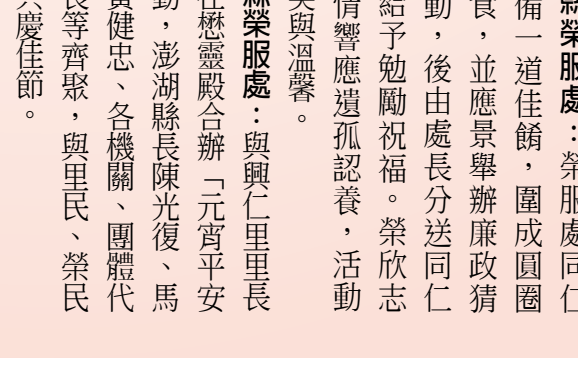 縣榮服處：榮服處同仁
備一道佳餚，圍成圓圈
食，並應景舉辦廉政猜
動，後由處長分送同仁
給予勉勵祝福。榮欣志
情響應遺孤認養，活動
笑與溫馨。
縣榮服處：與興仁里里長
在懋靈殿合辦「元宵平安
動，澎湖縣長陳光復、馬
黃健忠、各機關、團體代
長等齊聚，與里民、榮民
共慶佳節。